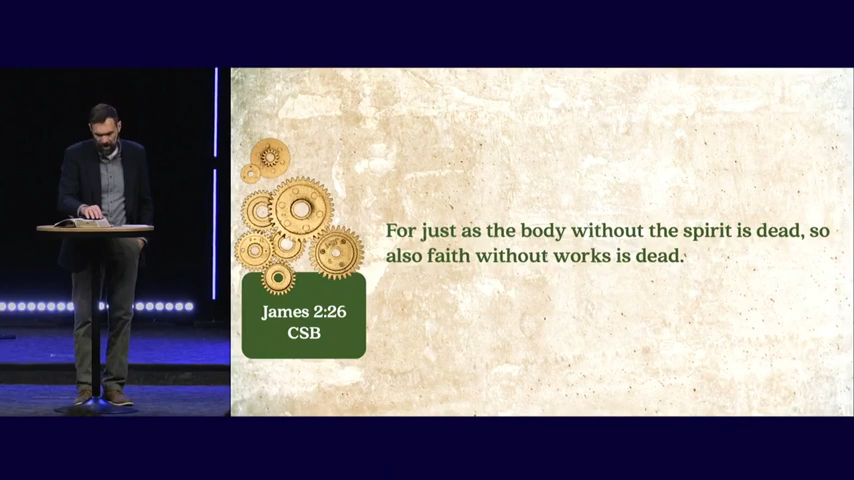 For just as the body without the spirit is dead, so
also faith without works is dead.
James 2:26
CSB